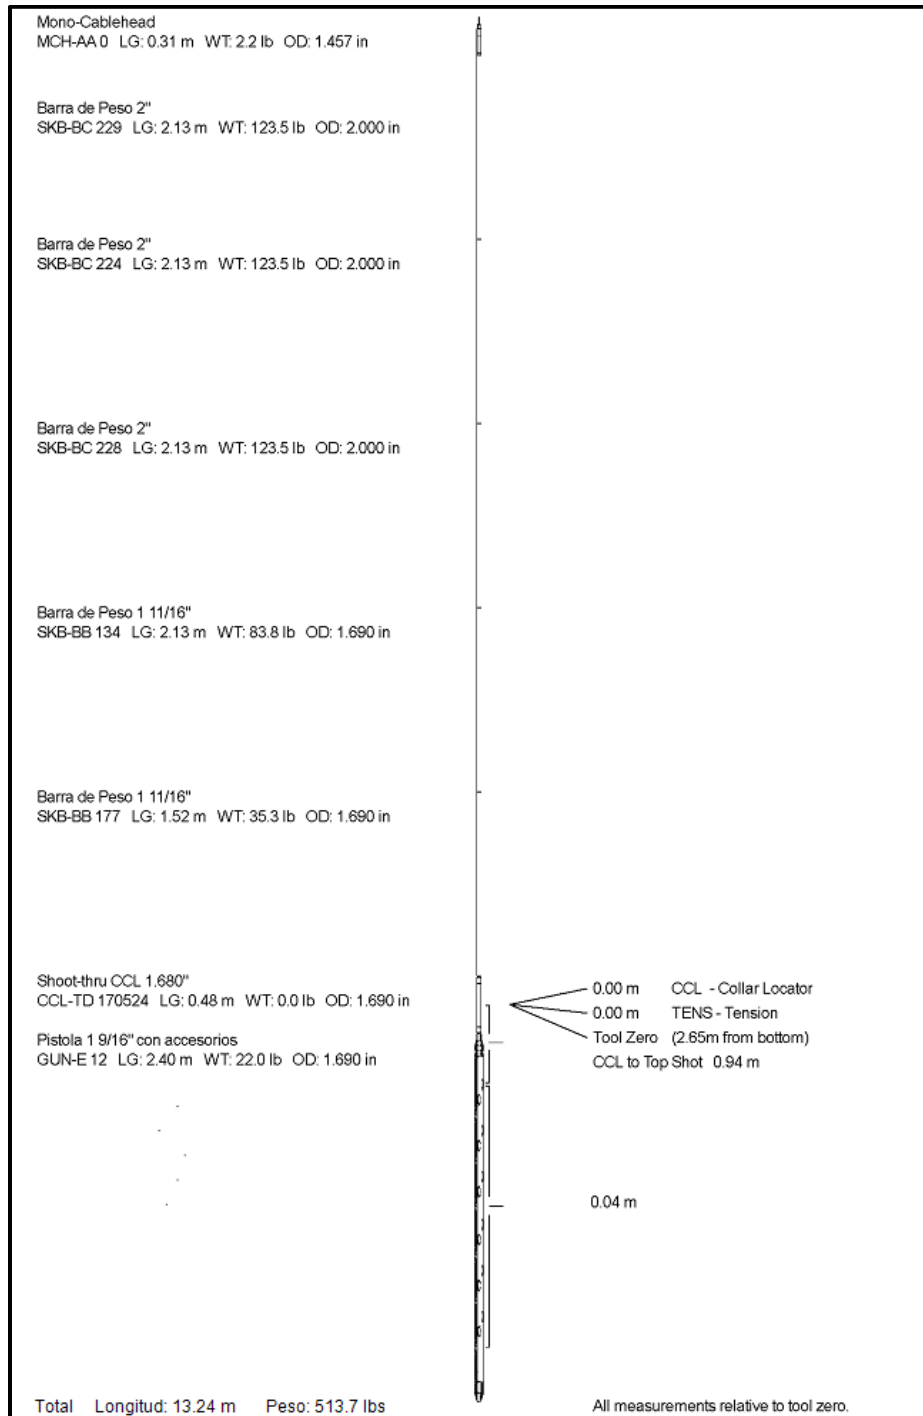 Mono-Cablehead
MCH-AA 0 LG: 0.31 m WT: 2.2 lb OD: 1.457 in
Barra de Peso 2"
SKB-BC 229 LG: 2.13 m WT: 123.5 lb OD: 2.000 in
Barra de Peso 2"
SKB-BC 224 LG: 2.13 m WT: 123.5 lb OD: 2.000 in
Barra de Peso 2"
SKB-BC 228 LG: 2.13 m WT: 123.5 lb OD: 2.000 in
Barra de Peso 1 11/16"
SKB-BB 134 LG: 2.13 m WT: 83.8 lb OD: 1.690 in
Barra de Peso 1 11/16"
SKB-BB 177 LG: 1.52 m WT: 35.3 lb OD: 1.690 in
Shoot-thru CCL 1.680"
CCL-TD 170524 LG: 0.48 m WT: 0.0 lb OD: 1.690 in
Pistola 1 9/16" con accesorios
GUN-E 12 LG: 2.40 m WT: 22.0 lb OD: 1.690 in
0.00 m CCL - Collar Locator
0.00 m TENS - Tension
Tool Zero (2.65m from bottom)
CCL to Top Shot 0.94 m
0.04 m
Total Longitud: 13.24 m Peso: 513.7 lbs
All measurements relative to tool zero.